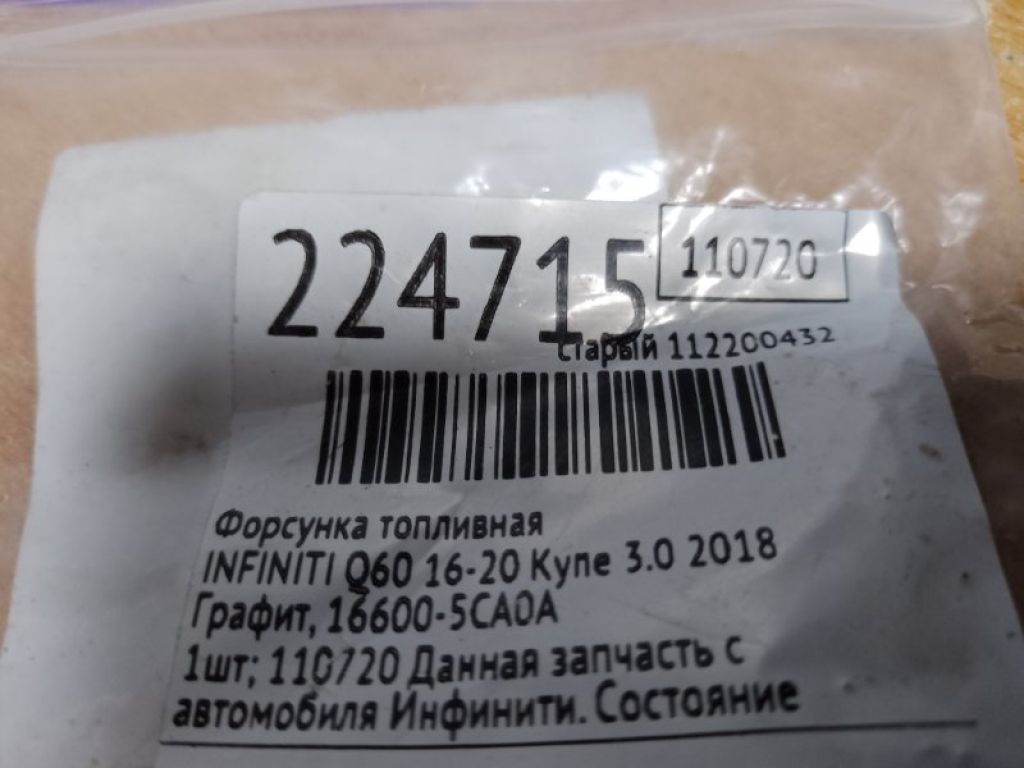 224715
110720
старый 112200432
Форсунка топливная
INFINITI Q60 16-20 Купе 3.0 2018
Графит, 16600-5CA0A
1шт; 110720 Данная запчасть с
автомобиля Инфинити. Состояние